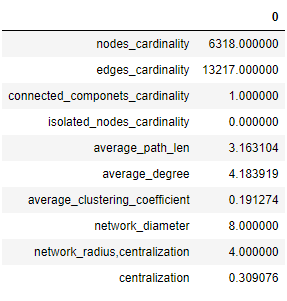 0
nodes_cardinality 6318.000000
edges_cardinality 13217.000000
connected_componets_cardinality 1.000000
isolated_nodes_cardinality 0.000000
average_path_len 3.163104
average_degree 4.183919
average_clustering_coefficient 0.191274
network_diameter 8.000000
network_radius,centralization 4.000000
centralization 0.309076